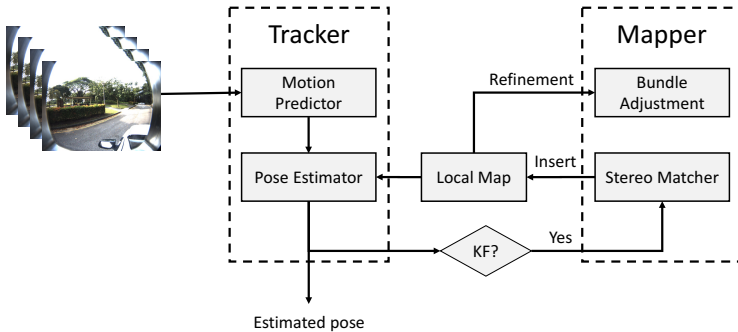 Tracker
Mapper
Motion
Predictor
Refinement
Bundle
Adjustment
Pose Estimator
Local Map
Insert
Stereo Matcher
KF?
Yes
Estimated pose